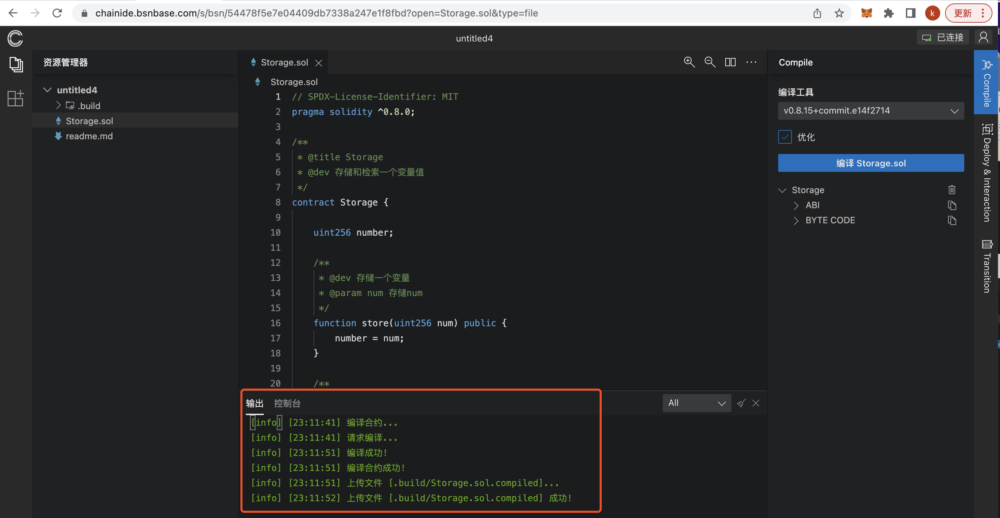 chainide.bsnbase.com/s/bsn/54478f5e7e04409db7338a247e1f8fbd?open=Storage.sol&type=file
k
更新
untitled4
已连接
资源管理器
untitled4
.build
Storage.sol
readme.md
Storage.sol
Storage.sol
1 // SPDX-License-Identifier: MIT
2 pragma solidity ^0.8.0;
3
4 /**
5 * @title Storage
6 * @dev 存储和检索一个变量值
7 */
8 contract Storage {
9
10 uint256 number;
11
12 /**
13 * @dev 存储一个变量
14 * @param num 存储num
15 */
16 function store(uint256 num) public {
17 number = num;
18 }
19
20 /**
输出 控制台
All
[info] [23:11:41] 编译合约...
[info] [23:11:41] 请求编译...
[info] [23:11:51] 编译成功!
[info] [23:11:51] 编译合约成功!
[info] [23:11:51] 上传文件 [.build/Storage.sol.compiled]...
[info] [23:11:52] 上传文件 [.build/Storage.sol.compiled] 成功!
Compile
编译工具
v0.8.15+commit.e14f2714
优化
编译 Storage.sol
Storage
ABI
BYTE CODE
Compile
Deploy & Interaction
Transition